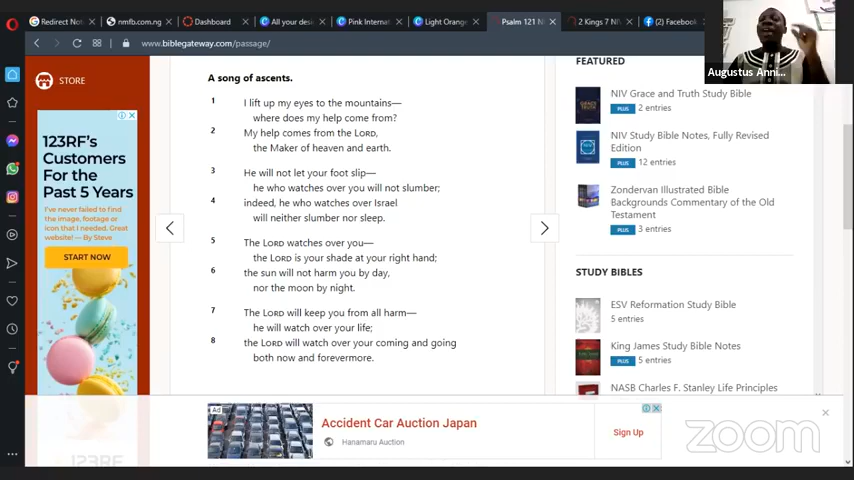 Redirect Noti
nmfb.com.ng
Dashboard
All your desi
Pink Internat
Light Orange
Psalm 121 NI
2 Kings 7 NIV
(2) Facebook
www.biblegateway.com/passage/
Augustus Anni...
STORE
123RF's
Customers
For the
Past 5 Years
I've never failed to find
the image, footage or
icon that I needed. Great
website! — By Steve
START NOW
A song of ascents.
1 I lift up my eyes to the mountains—
where does my help come from?
2 My help comes from the LORD,
the Maker of heaven and earth.
3 He will not let your foot slip—
he who watches over you will not slumber;
4 indeed, he who watches over Israel
will neither slumber nor sleep.
5 The LORD watches over you—
the LORD is your shade at your right hand;
6 the sun will not harm you by day,
nor the moon by night.
7 The LORD will keep you from all harm—
he will watch over your life;
8 the LORD will watch over your coming and going
both now and forevermore.
FEATURED
NIV Grace and Truth Study Bible
PLUS 2 entries
NIV Study Bible Notes, Fully Revised
Edition
PLUS 12 entries
Zondervan Illustrated Bible
Backgrounds Commentary of the Old
Testament
PLUS 3 entries
STUDY BIBLES
ESV Reformation Study Bible
5 entries
King James Study Bible Notes
PLUS 5 entries
NASB Charles F. Stanley Life Principles
Ad
Accident Car Auction Japan
Hanamaru Auction
Sign Up
zoom
123RF